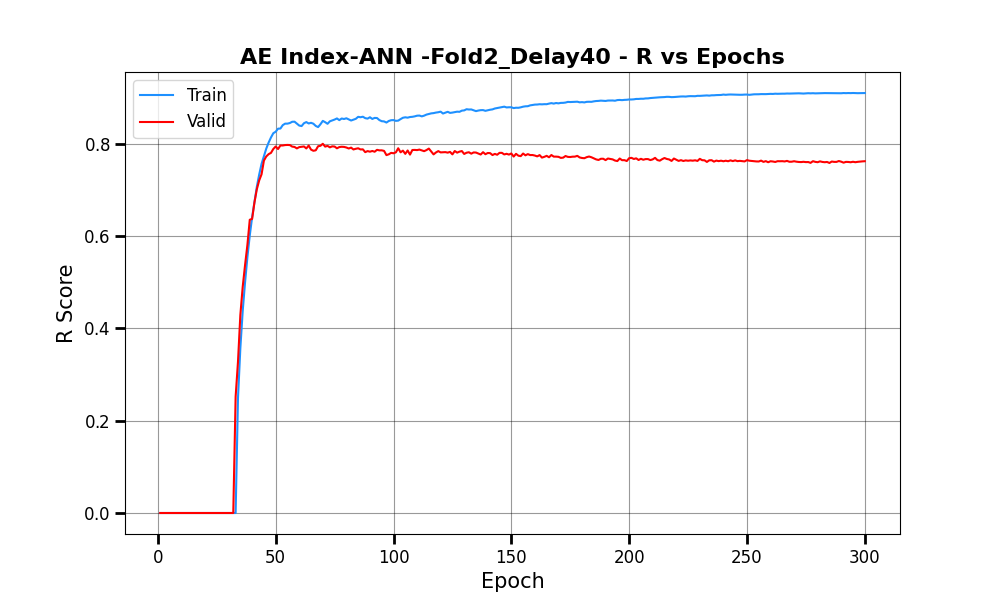 AE Index-ANN -Fold2_Delay40 - R vs Epochs
Train
Valid
R Score
0.8
0.6
0.4
0.2
0.0
0 50 100 150 200 250 300
Epoch